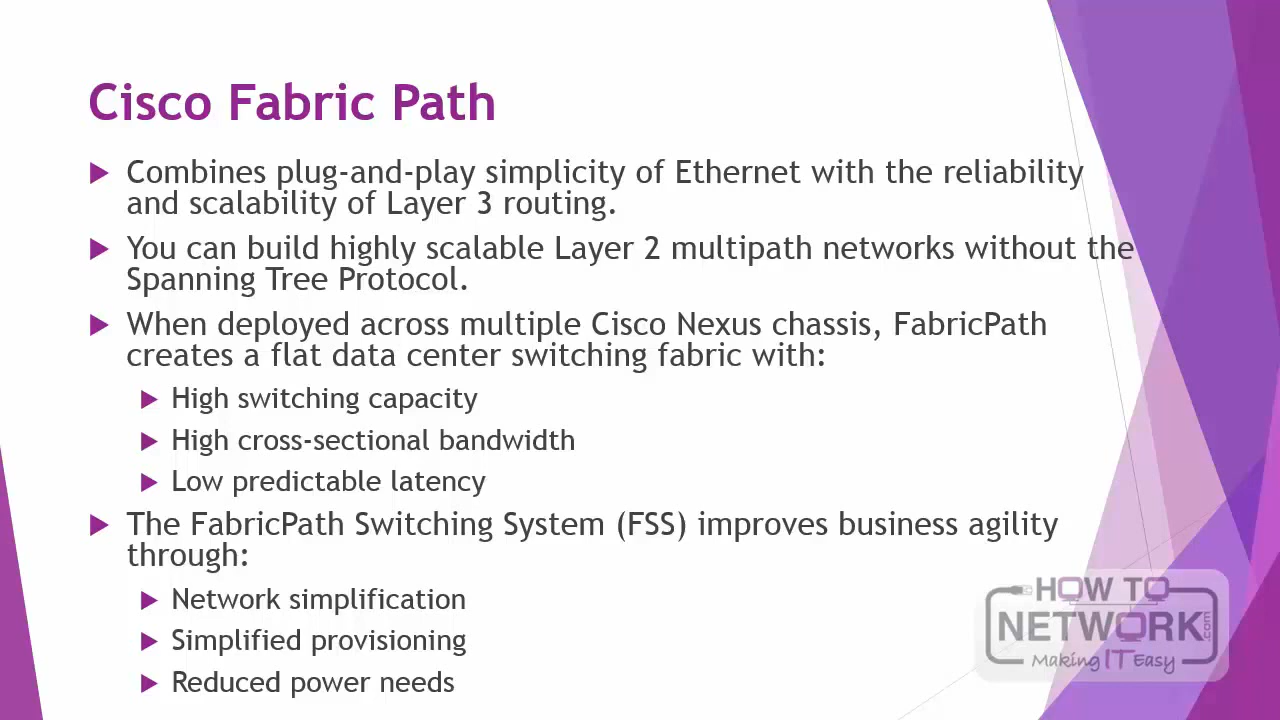 Cisco Fabric Path
Combines plug-and-play simplicity of Ethernet with the reliability
and scalability of Layer 3 routing.
You can build highly scalable Layer 2 multipath networks without the
Spanning Tree Protocol.
When deployed across multiple Cisco Nexus chassis, FabricPath
creates a flat data center switching fabric with:
High switching capacity
High cross-sectional bandwidth
Low predictable latency
The FabricPath Switching System (FSS) improves business agility
through:
Network simplification
Simplified provisioning
Reduced power needs
HOW TO
NETWORK.com
Making IT Easy